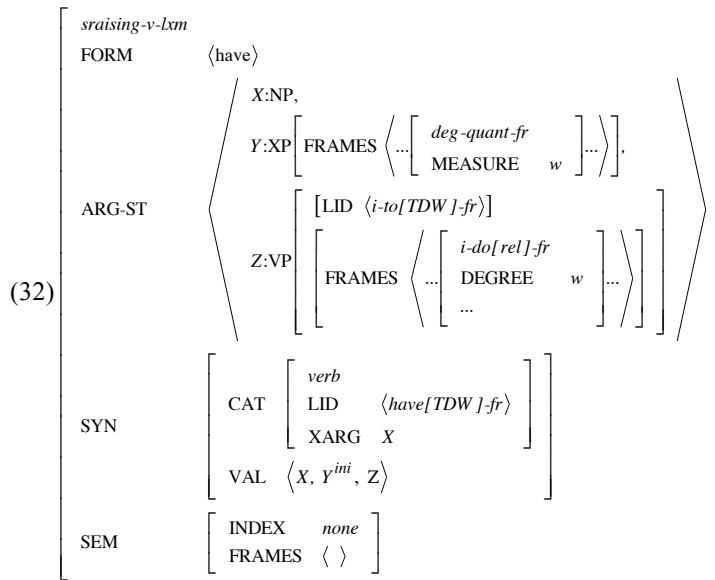 sraising-v-lxm
FORM ⟨have⟩
X:NP,
Y:XP[FRAMES ⟨...[deg-quant-fr
MEASURE w]...⟩],
ARG-ST
[LID ⟨i-to[TDW]-fr⟩]
Z:VP
i-do[rel]-fr
FRAMES ⟨...[DEGREE w]...⟩
...
(32)
verb
CAT LID ⟨have[TDW]-fr⟩
XARG X
SYN
VAL ⟨X, Y^ini, Z⟩
SEM
INDEX none
FRAMES ⟨ ⟩